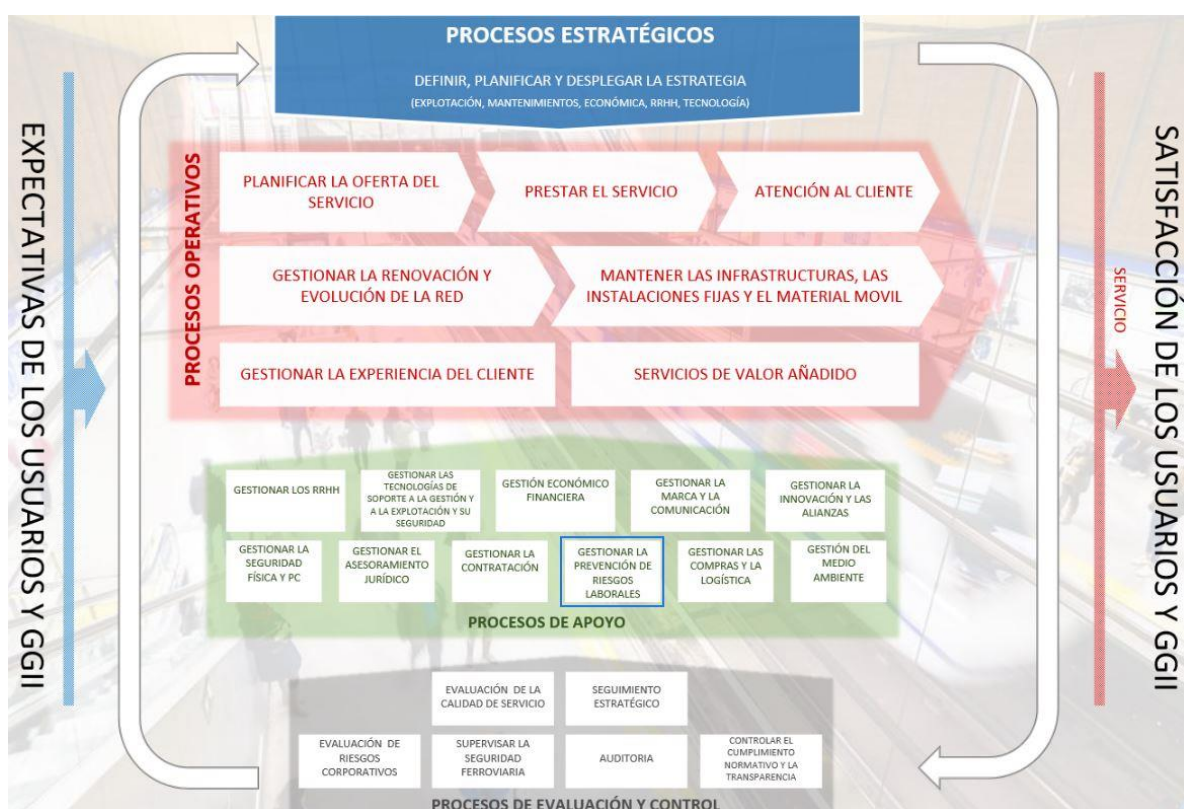 PROCESOS ESTRATÉGICOS
DEFINIR, PLANIFICAR Y DESPLEGAR LA ESTRATEGIA
(EXPLOTACIÓN, MANTENIMIENTOS, ECONÓMICA, RRHH, TECNOLOGÍA)
EXPECTATIVAS DE LOS USUARIOS Y GGII
PROCESOS OPERATIVOS
PLANIFICAR LA OFERTA DEL
SERVICIO
PRESTAR EL SERVICIO
ATENCIÓN AL CLIENTE
GESTIONAR LA RENOVACIÓN Y
EVOLUCIÓN DE LA RED
MANTENER LAS INFRASTRUCTURAS, LAS
INSTALACIONES FIJAS Y EL MATERIAL MOVIL
GESTIONAR LA EXPERIENCIA DEL CLIENTE
SERVICIOS DE VALOR AÑADIDO
SERVICIO
SATISFACCIÓN DE LOS USUARIOS Y GGII
GESTIONAR LOS RRHH
GESTIONAR LAS
TECNOLOGÍAS DE
SOPORTE A LA GESTIÓN Y
A LA EXPLOTACIÓN Y SU
SEGURIDAD
GESTIÓN ECONÓMICO
FINANCIERA
GESTIONAR LA
MARCA Y LA
COMUNICACIÓN
GESTIONAR LA
INNOVACIÓN Y LAS
ALIANZAS
GESTIONAR LA
SEGURIDAD
FÍSICA Y PC
GESTIONAR EL
ASESORAMIENTO
JURÍDICO
GESTIONAR LA
CONTRATACIÓN
GESTIONAR LA
PREVENCIÓN DE
RIESGOS
LABORALES
GESTIONAR LAS
COMPRAS Y LA
LOGÍSTICA
GESTIÓN DEL
MEDIO
AMBIENTE
PROCESOS DE APOYO
EVALUACIÓN DE LA
CALIDAD DE SERVICIO
SEGUIMIENTO
ESTRATÉGICO
EVALUACIÓN DE
RIESGOS
CORPORATIVOS
SUPERVISAR LA
SEGURIDAD
FERROVIARIA
AUDITORIA
CONTROLAR EL
CUMPLIMIENTO
NORMATIVO Y LA
TRANSPARENCIA
PROCESOS DE EVALUACIÓN Y CONTROL